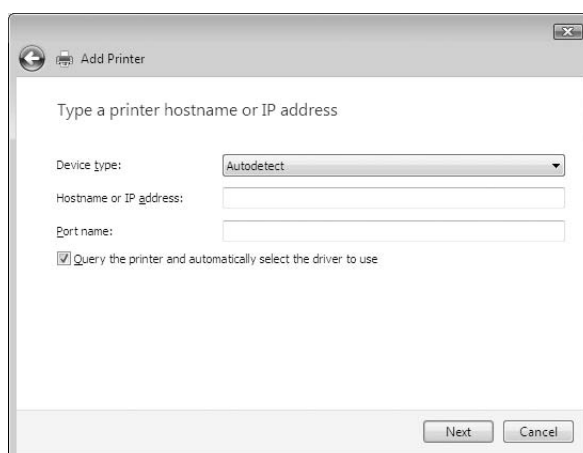 Add Printer
Type a printer hostname or IP address
Device type:
Autodetect
Hostname or IP address:
Port name:
Query the printer and automatically select the driver to use
Next
Cancel